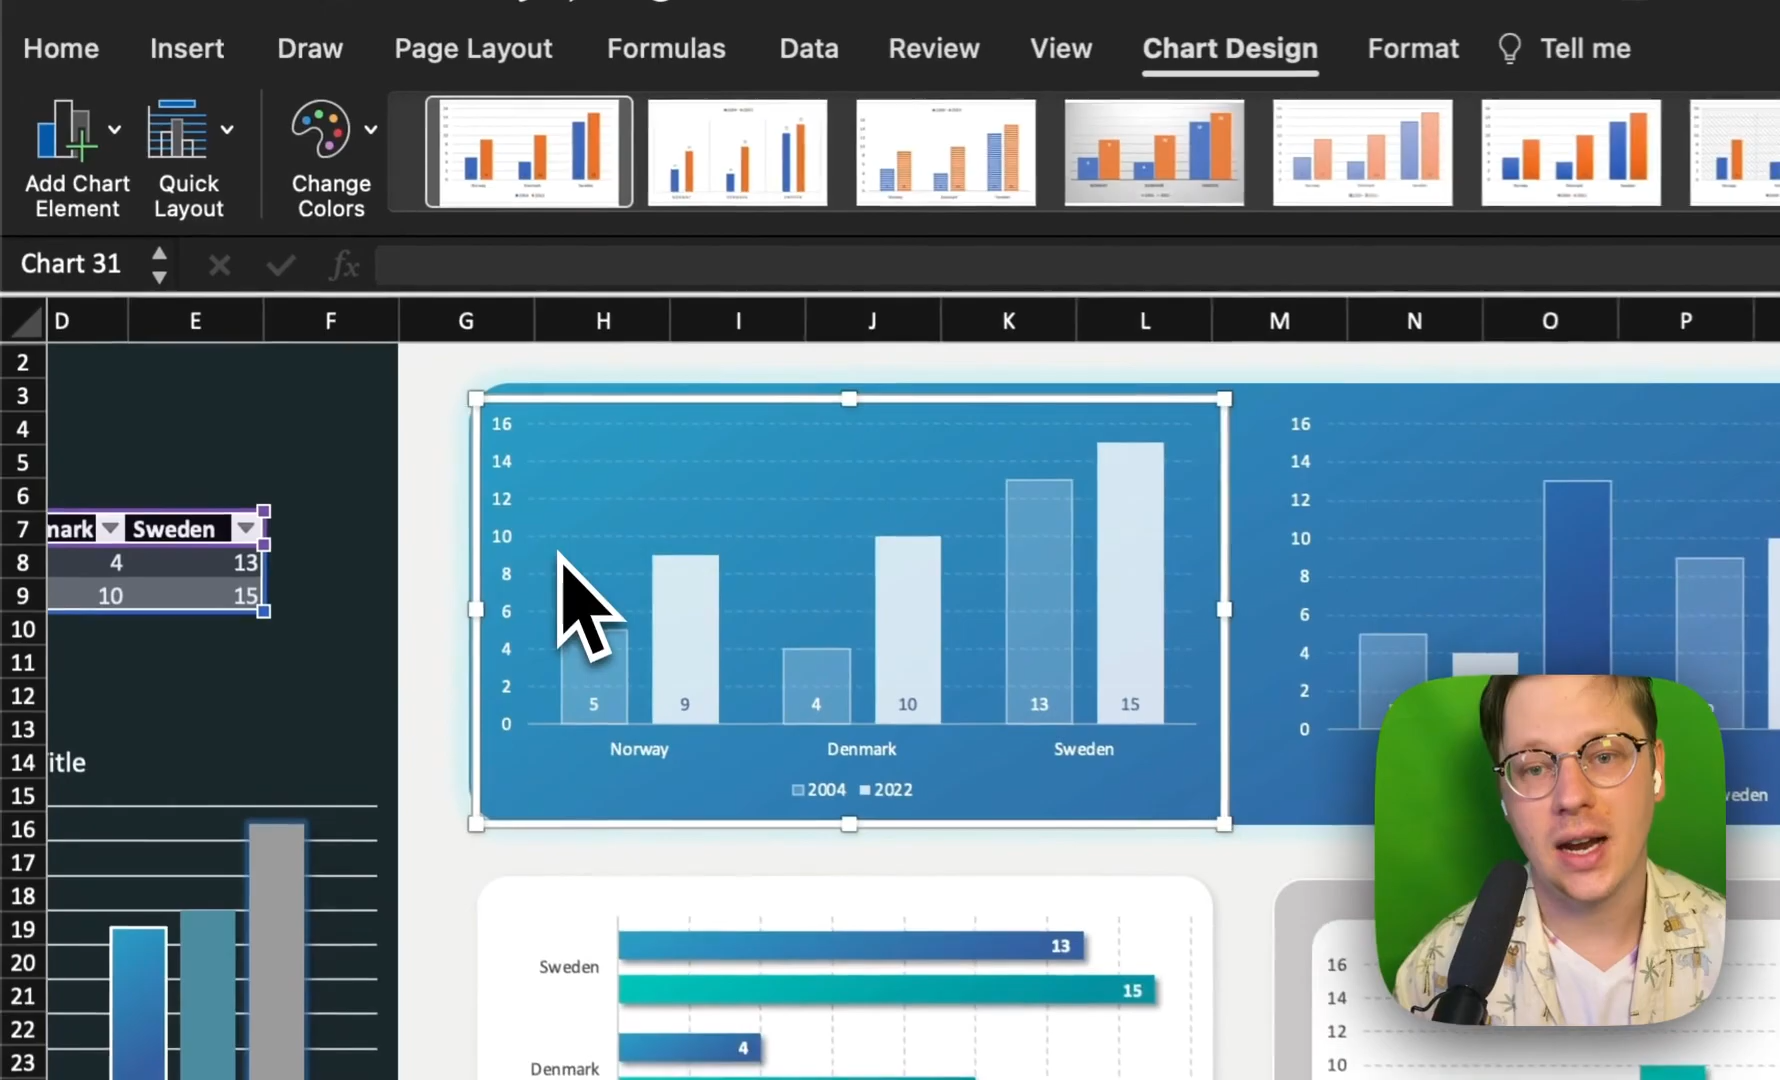 Home Insert Draw Page Layout Formulas Data Review View Chart Design Format Tell me
Add Chart Element
Quick Layout
Change Colors
Chart 31
fx
D E F G H I J K L M N O P
2
3
4
5
6
7 mark Sweden
8 4 13
9 10 15
10
11
12
13
14 itle
15
16
17
18
19
20
21
22
23
16
14
12
10
8
6
4
2
0
5 9 4 10 13 15
Norway Denmark Sweden
2004 2022
16
14
12
10
8
6
4
2
0
weden
Sweden
13
15
Denmark
4
16
14
12
10